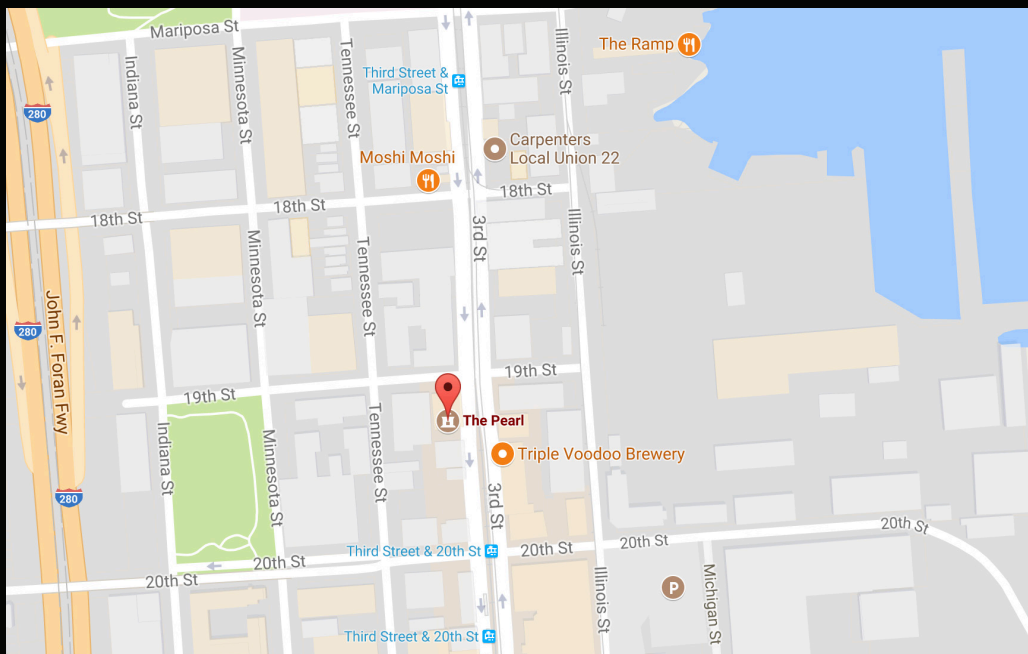 Mariposa St
Indiana St
Minnesota St
Tennessee St
Illinois St
The Ramp
Third Street &
Mariposa St
280
Carpenters
Local Union 22
Moshi Moshi
18th St
18th St
18th St
3rd St
Minnesota St
Tennessee St
Illinois St
280
John F. Foran Fwy
19th St
19th St
The Pearl
Indiana St
Minnesota St
Tennessee St
Triple Voodoo Brewery
3rd St
280
20th St
20th St
20th St
20th St
20th St
Third Street & 20th St
Illinois St
Michigan St
P
Third Street & 20th St